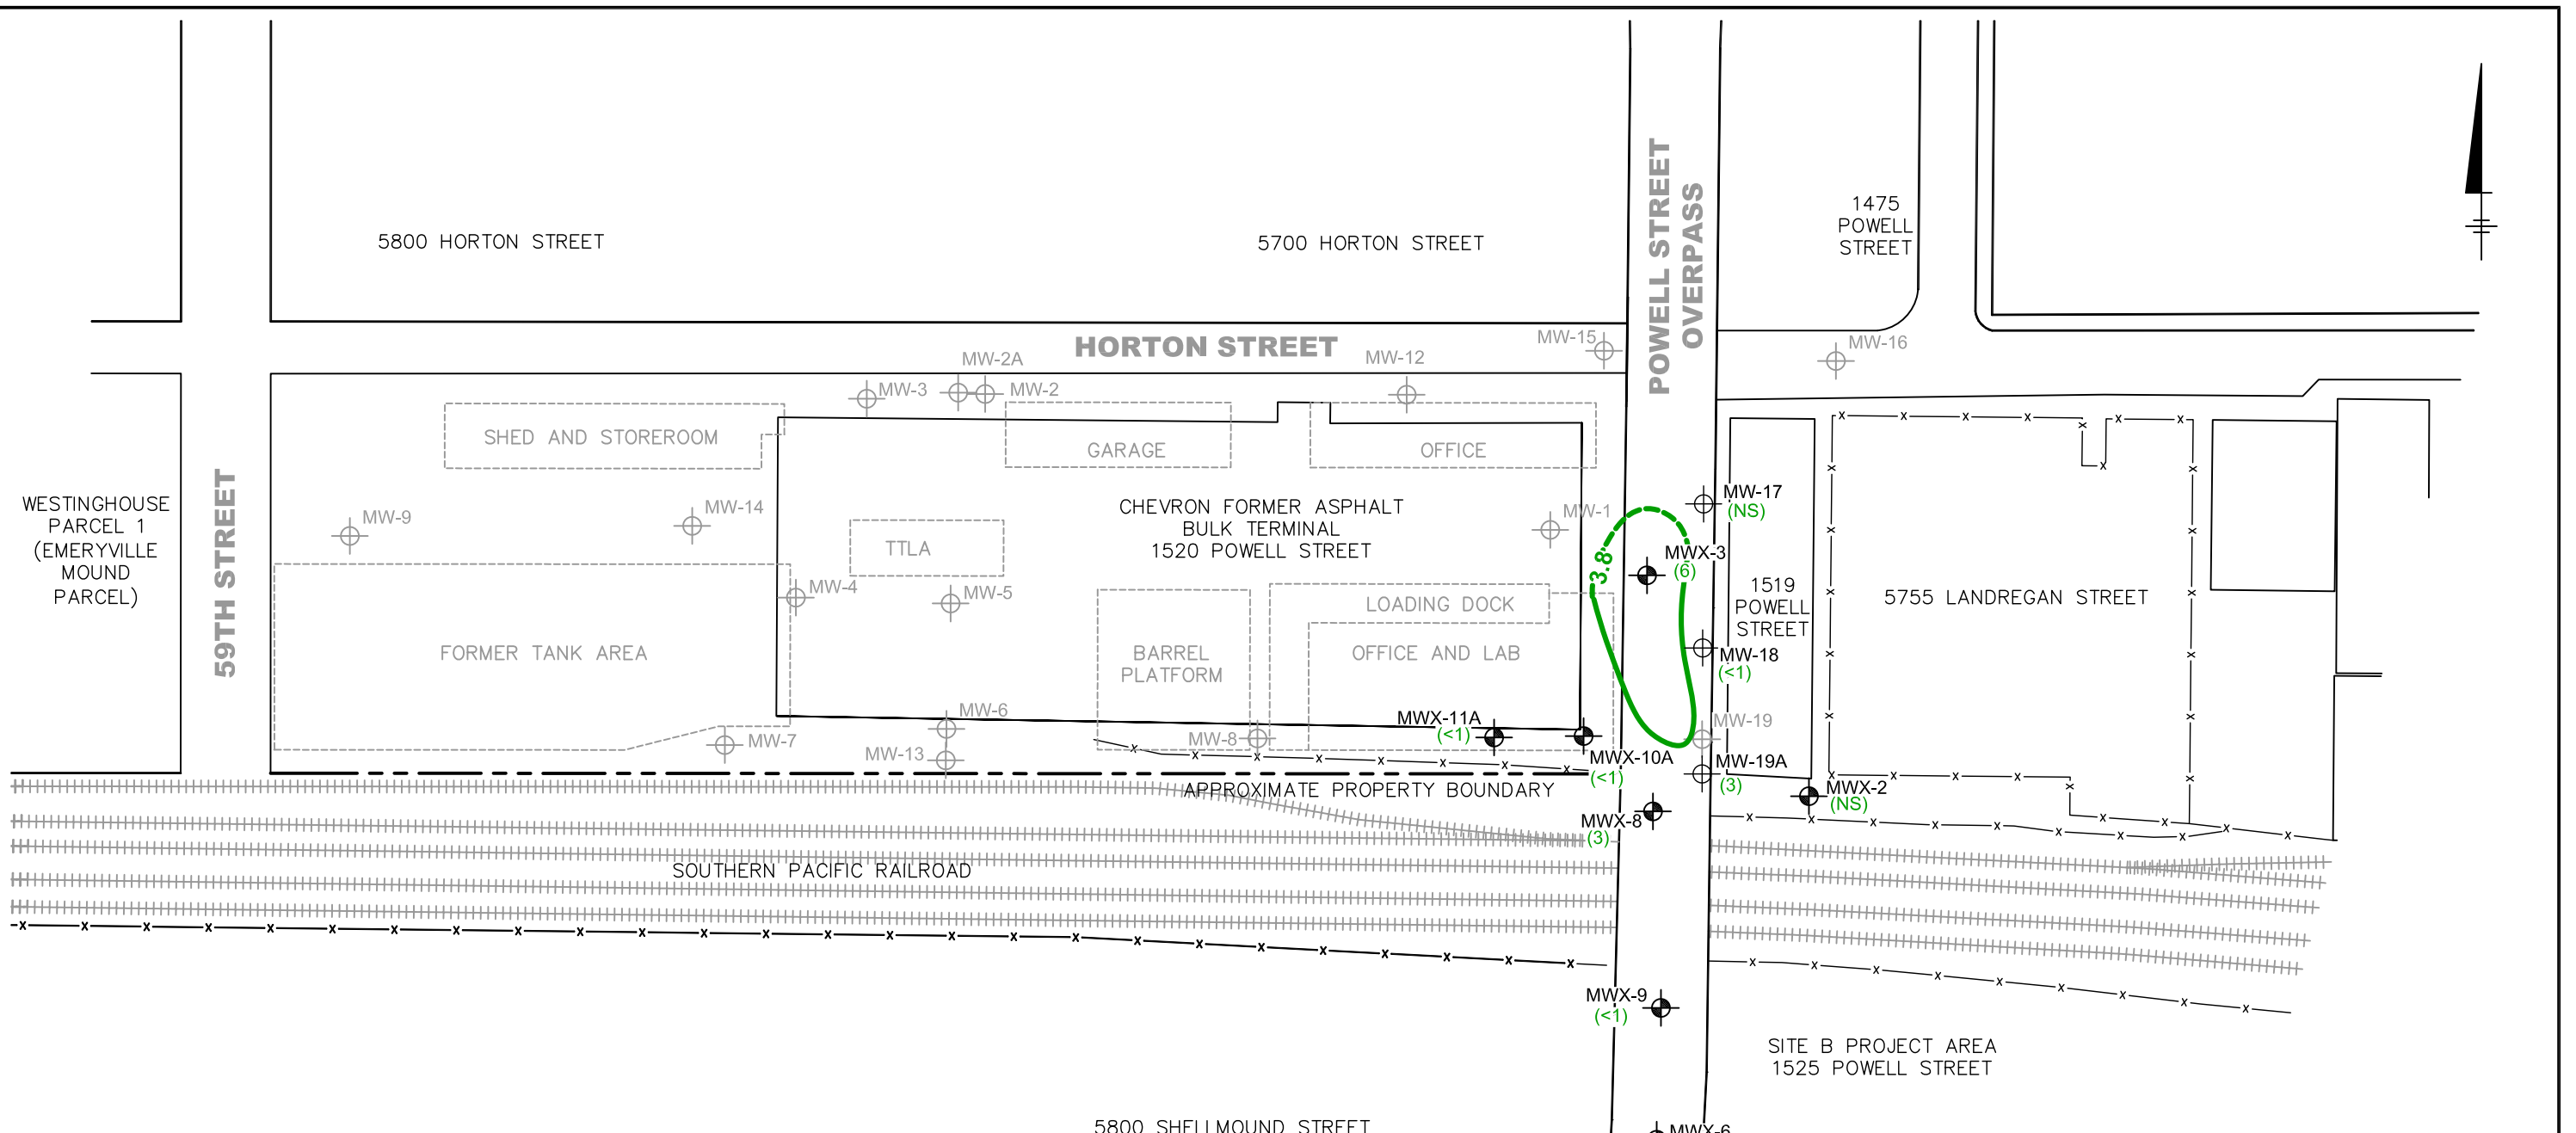 5800 HORTON STREET
5700 HORTON STREET
POWELL STREET
OVERPASS
1475
POWELL
STREET
HORTON STREET
MW-15
MW-16
MW-2A
MW-12
MW-3
MW-2
SHED AND STOREROOM
GARAGE
OFFICE
WESTINGHOUSE
PARCEL 1
(EMERYVILLE
MOUND
PARCEL)
59TH STREET
MW-9
MW-14
TTLA
CHEVRON FORMER ASPHALT
BULK TERMINAL
1520 POWELL STREET
MW-1
MW-17
(NS)
3.8
MWX-3
(6)
MW-4
MW-5
LOADING DOCK
1519
POWELL
STREET
5755 LANDREGAN STREET
FORMER TANK AREA
BARREL
PLATFORM
OFFICE AND LAB
MW-18
(<1)
MW-6
MW-7
MW-13
MW-8
MWX-11A
(<1)
MW-19
MWX-10A
(<1)
MW-19A
(3)
MWX-2
(NS)
APPROXIMATE PROPERTY BOUNDARY
MWX-8
(3)
SOUTHERN PACIFIC RAILROAD
MWX-9
(<1)
SITE B PROJECT AREA
1525 POWELL STREET
5800 SHELLMOUND STREET
MWX-6